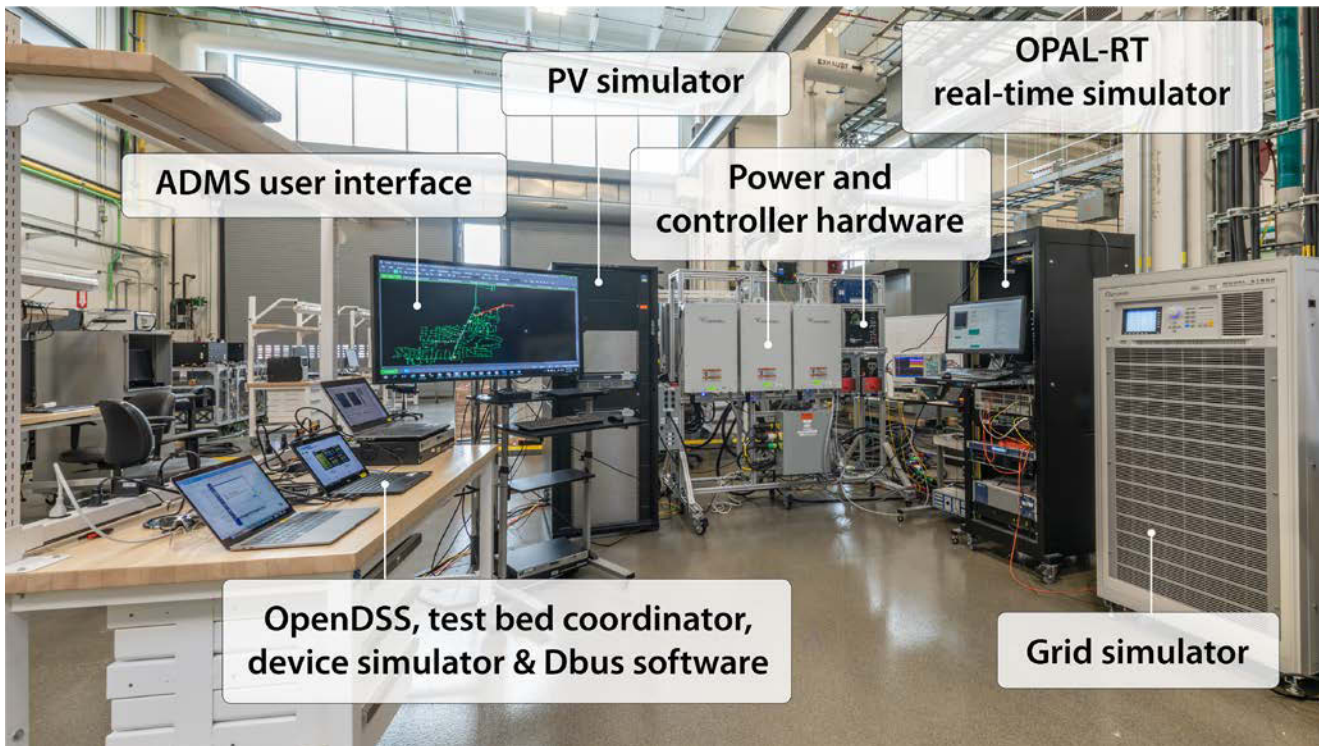 OPAL-RT
real-time simulator
PV simulator
EXHAUST
ADMS user interface
Power and
controller hardware
OpenDSS, test bed coordinator,
device simulator & Dbus software
Grid simulator